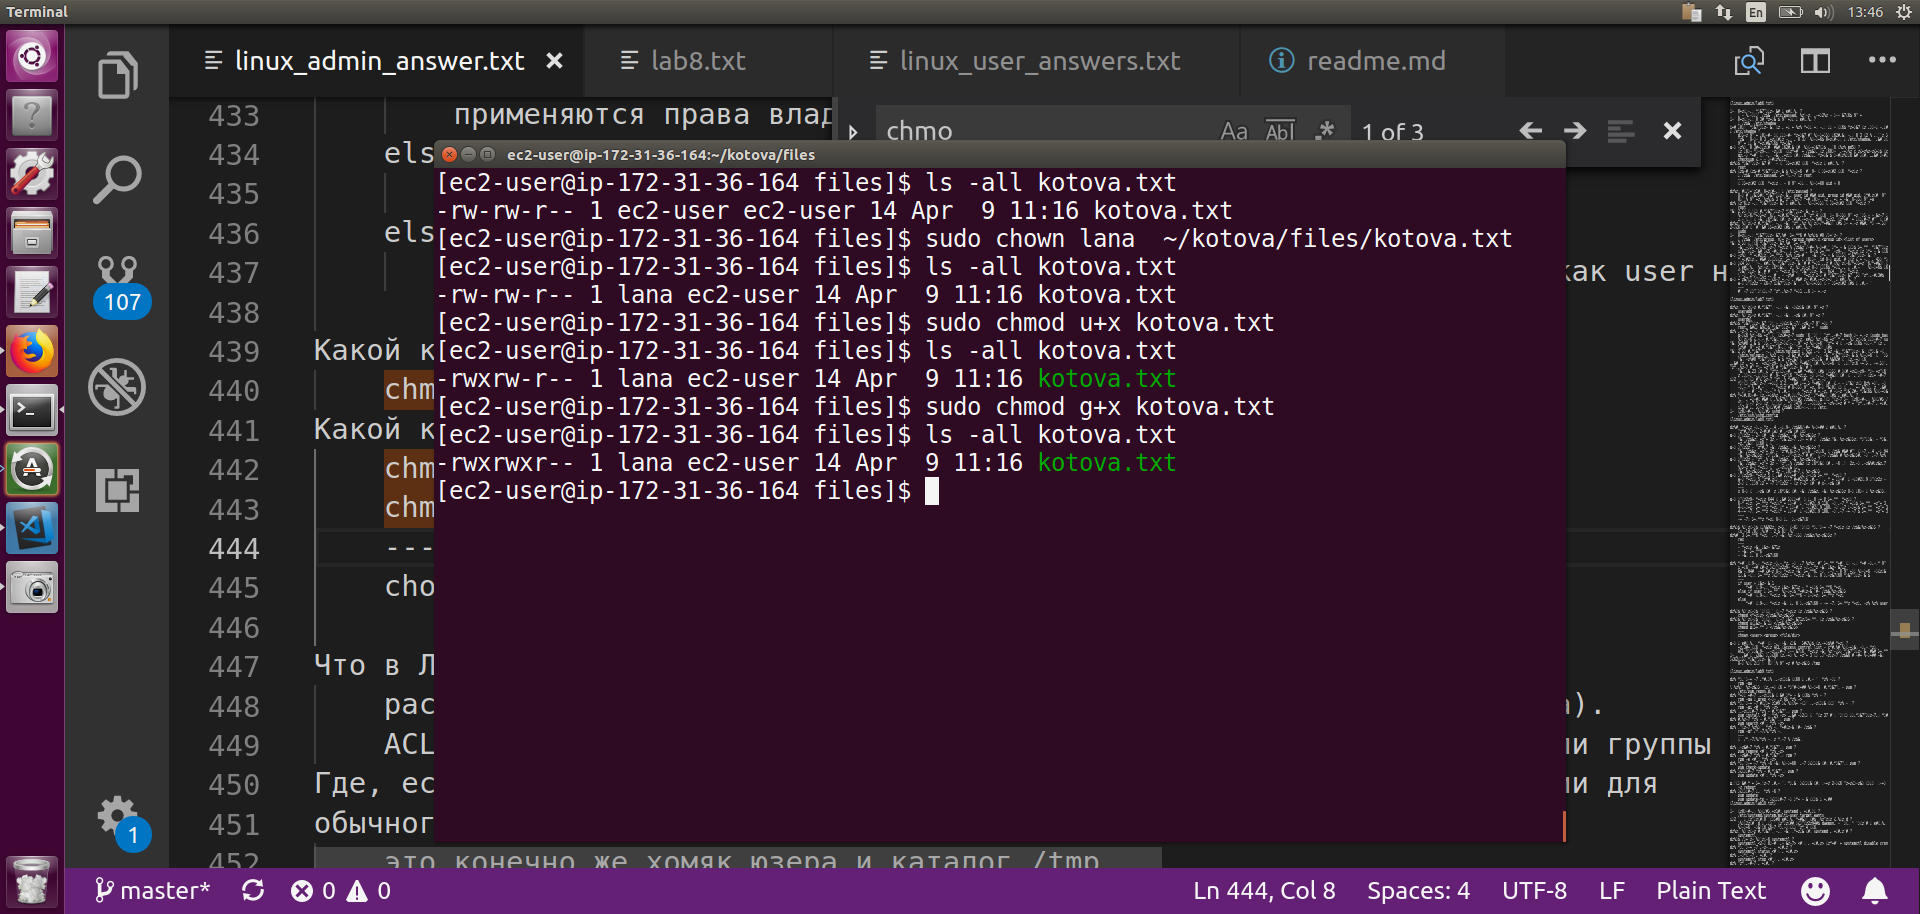 Terminal
En
13:46
linux_admin_answer.txt
lab8.txt
linux_user_answers.txt
readme.md
chmo
Aa
Abl
.*
1 of 3
433
применяются права влад
434
els
435
436
els
437
как user н
438
439
Какой к
440
chm
441
Какой к
442
chm
443
chm
444
---
445
cho
446
447
Что в Л
448
рас
).
449
ACL
ли группы
450
Где, ес
ли для
451
обычног
452
это конечно же хомяк юзера и каталог /tmp
107
1
ec2-user@ip-172-31-36-164:~/kotova/files
[ec2-user@ip-172-31-36-164 files]$ ls -all kotova.txt
-rw-rw-r-- 1 ec2-user ec2-user 14 Apr  9 11:16 kotova.txt
[ec2-user@ip-172-31-36-164 files]$ sudo chown lana  ~/kotova/files/kotova.txt
[ec2-user@ip-172-31-36-164 files]$ ls -all kotova.txt
-rw-rw-r-- 1 lana ec2-user 14 Apr  9 11:16 kotova.txt
[ec2-user@ip-172-31-36-164 files]$ sudo chmod u+x kotova.txt
[ec2-user@ip-172-31-36-164 files]$ ls -all kotova.txt
-rwxrw-r-- 1 lana ec2-user 14 Apr  9 11:16 kotova.txt
[ec2-user@ip-172-31-36-164 files]$ sudo chmod g+x kotova.txt
[ec2-user@ip-172-31-36-164 files]$ ls -all kotova.txt
-rwxrwxr-- 1 lana ec2-user 14 Apr  9 11:16 kotova.txt
[ec2-user@ip-172-31-36-164 files]$
master*
0
0
Ln 444, Col 8
Spaces: 4
UTF-8
LF
Plain Text